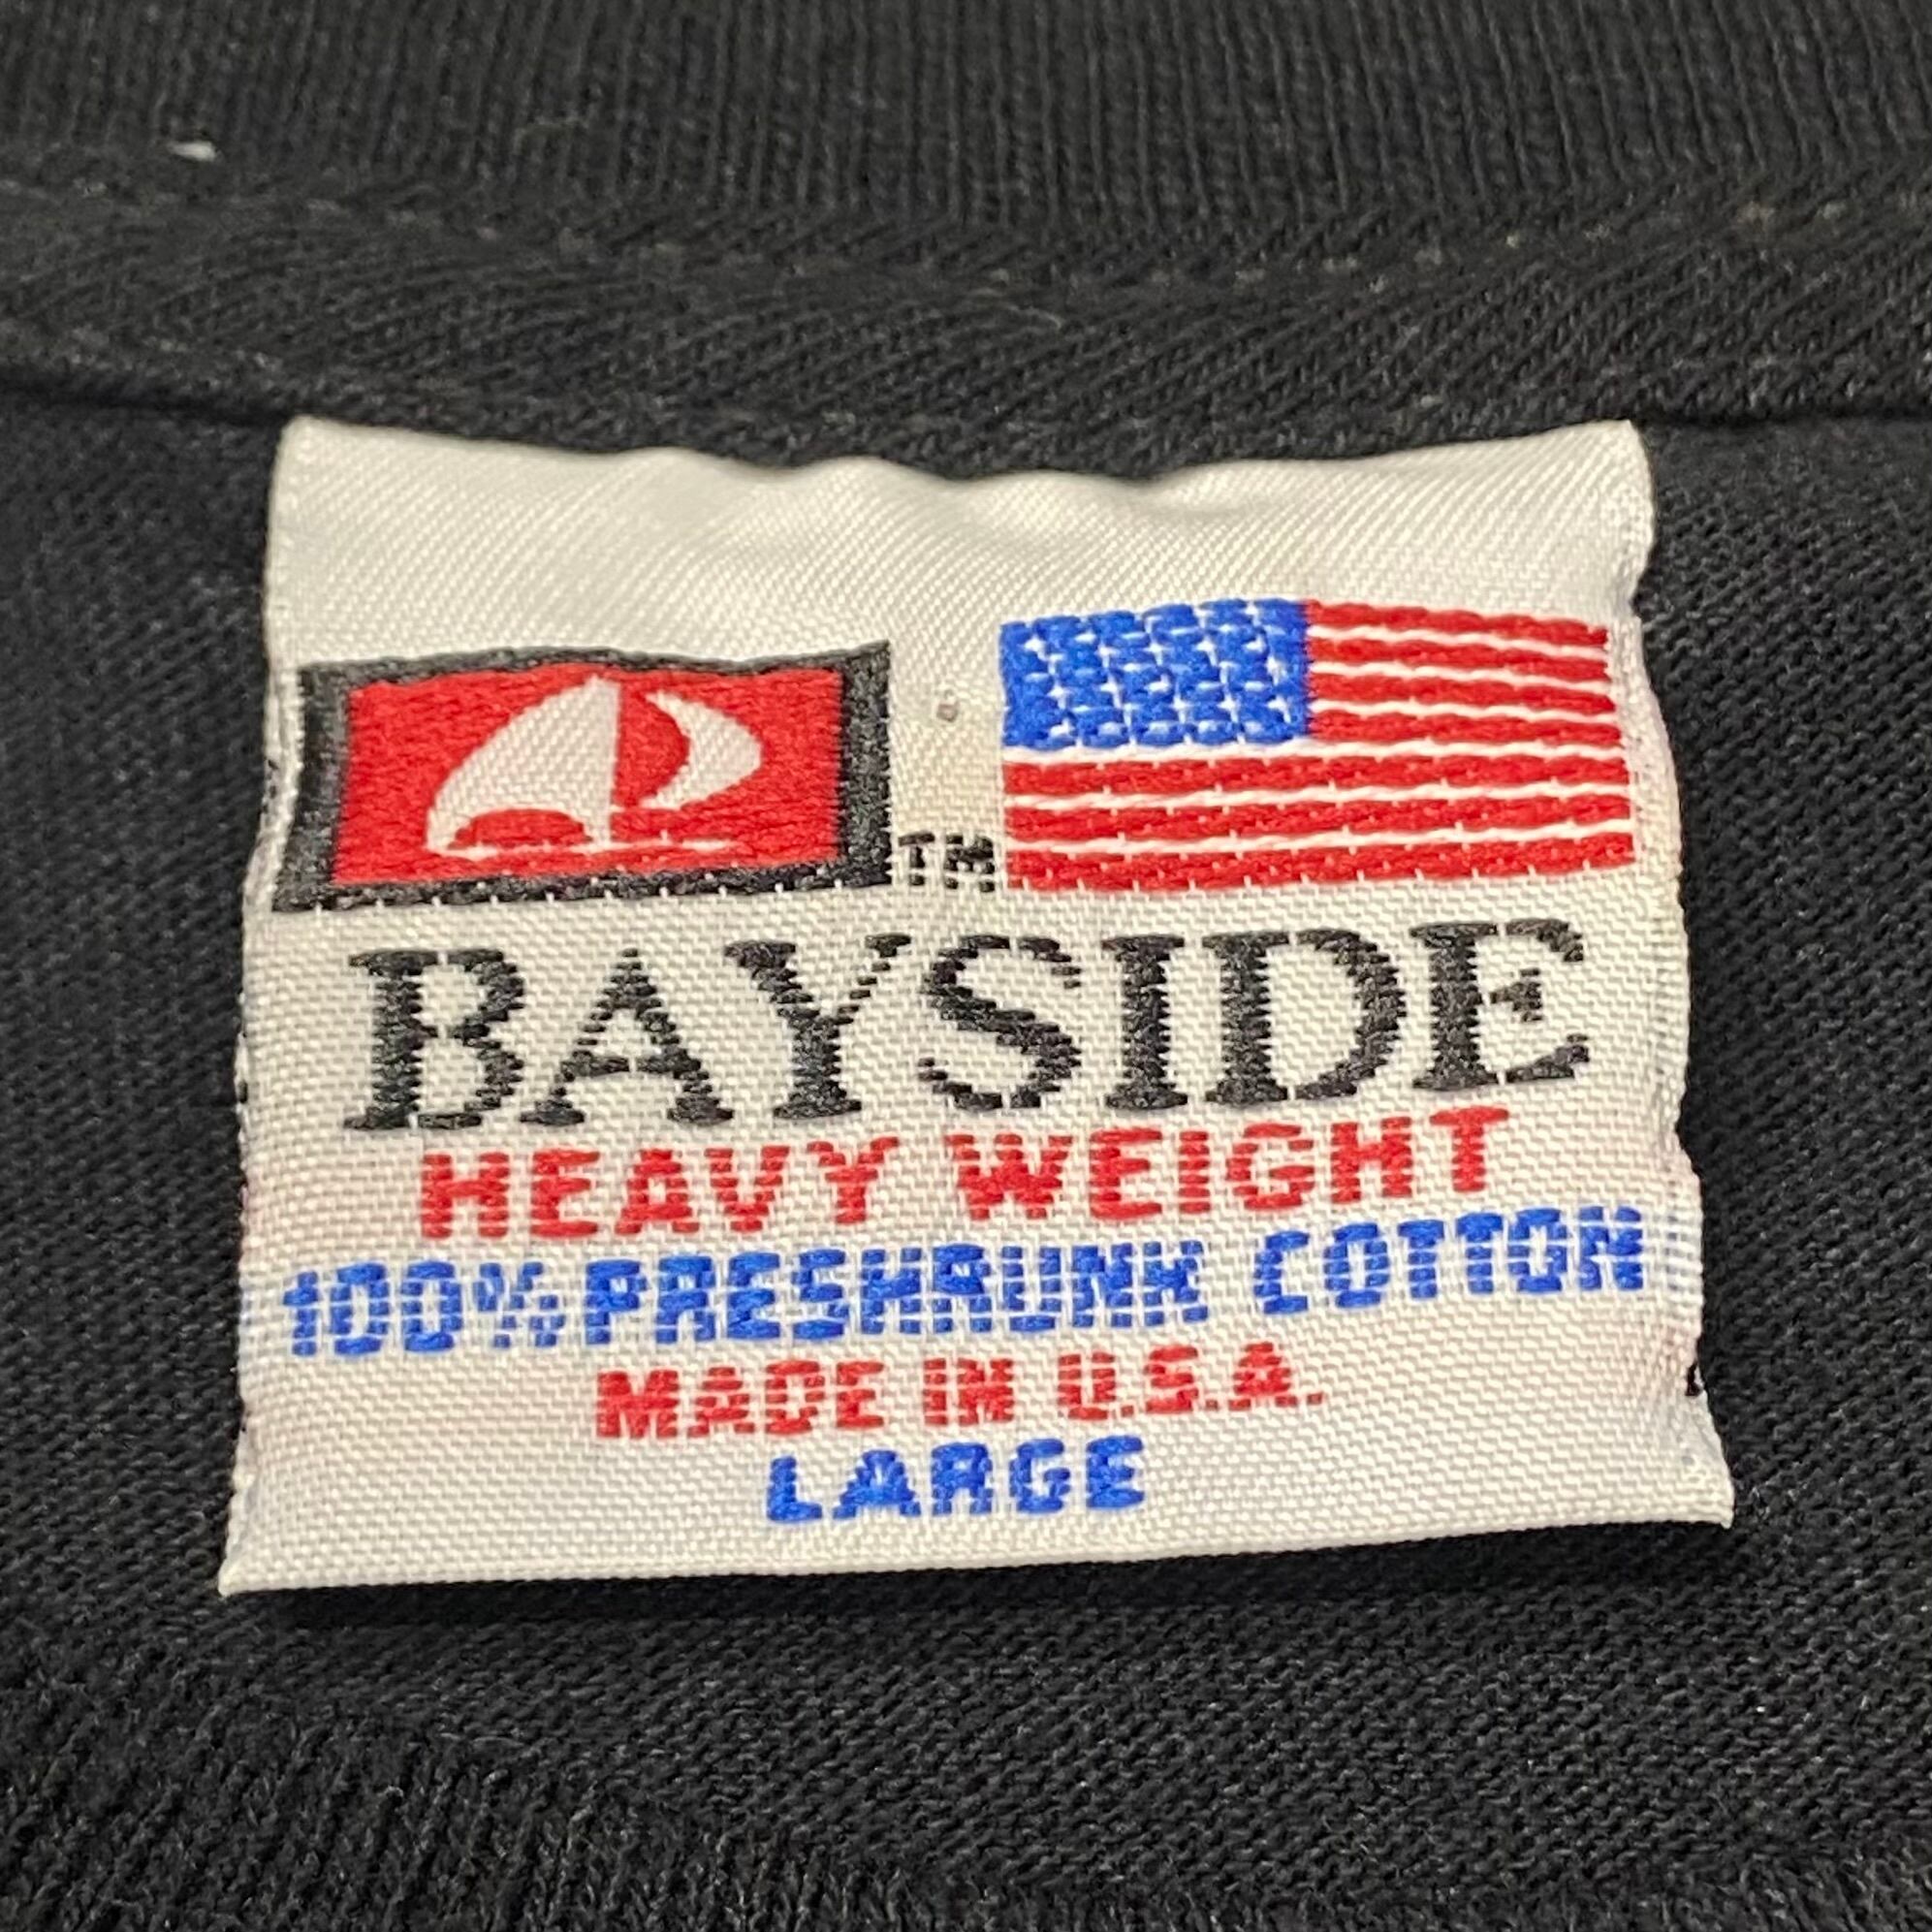 TM
BAYSIDE
HEAVY WEIGHT
100% PRESHRUNK COTTON
MADE IN U.S.A.
LARGE